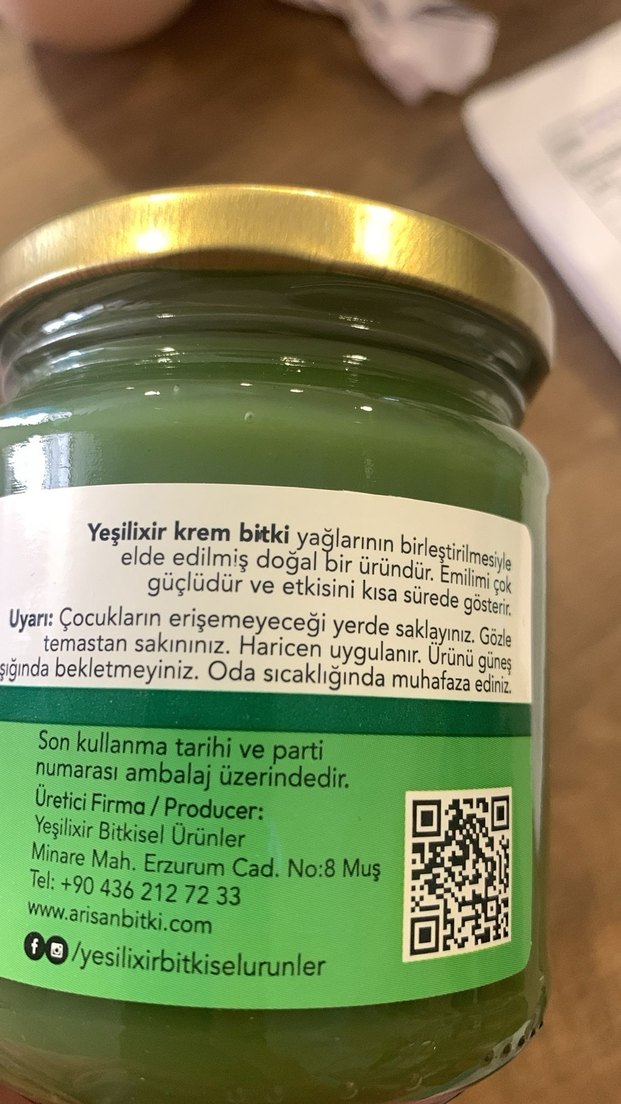 Yeşilixir krem bitki yağlarının birleştirilmesiyle
elde edilmiş doğal bir üründür. Emilimi çok
güçlüdür ve etkisini kısa sürede gösterir.
Uyarı: Çocukların erişemeyeceği yerde saklayınız. Gözle
temastan sakınınız. Haricen uygulanır. Ürünü güneş
şığında bekletmeyiniz. Oda sıcaklığında muhafaza ediniz.
Son kullanma tarihi ve parti
numarası ambalaj üzerindedir.
Üretici Firma / Producer:
Yeşilixir Bitkisel Ürünler
Minare Mah. Erzurum Cad. No:8 Muş
Tel: +90 436 212 72 33
www.arisanbitki.com
/yesilixirbitkiselurunler